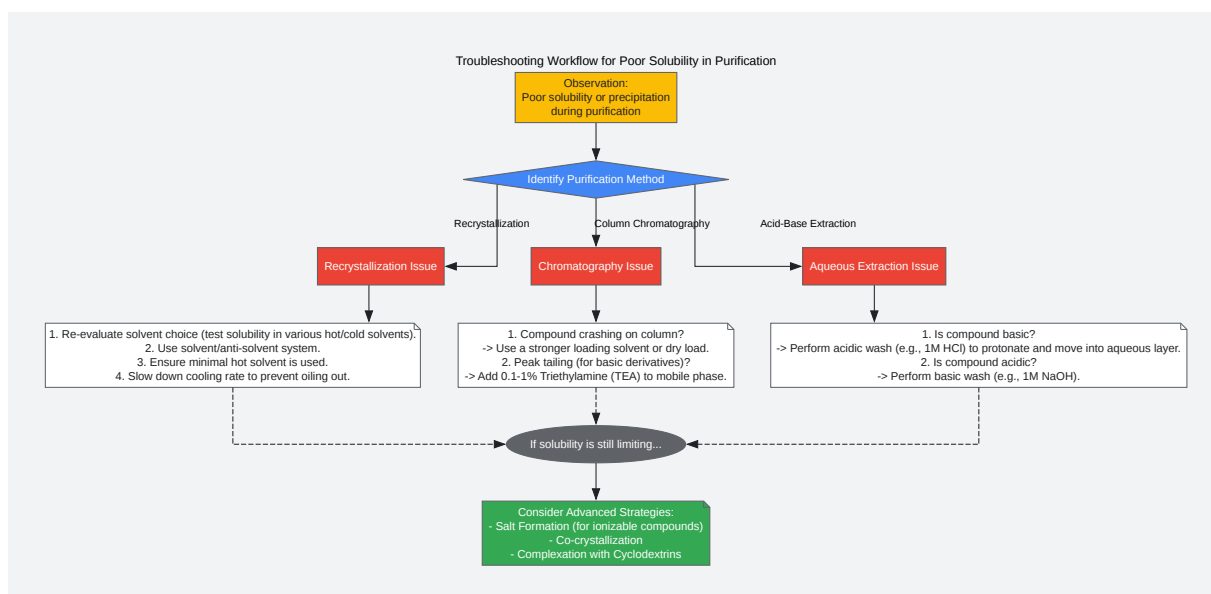 Troubleshooting Workflow for Poor Solubility in Purification
Observation:
Poor solubility or precipitation
during purification
Identify Purification Method
Recrystallization
Column Chromatography
Acid-Base Extraction
Recrystallization Issue
Chromatography Issue
Aqueous Extraction Issue
1. Re-evaluate solvent choice (test solubility in various hot/cold solvents).
2. Use solvent/anti-solvent system.
3. Ensure minimal hot solvent is used.
4. Slow down cooling rate to prevent oiling out.
1. Compound crashing on column?
-> Use a stronger loading solvent or dry load.
2. Peak tailing (for basic derivatives)?
-> Add 0.1-1% Triethylamine (TEA) to mobile phase.
1. Is compound basic?
-> Perform acidic wash (e.g., 1M HCl) to protonate and move into aqueous layer.
2. Is compound acidic?
-> Perform basic wash (e.g., 1M NaOH).
If solubility is still limiting...
Consider Advanced Strategies:
- Salt Formation (for ionizable compounds)
- Co-crystallization
- Complexation with Cyclodextrins